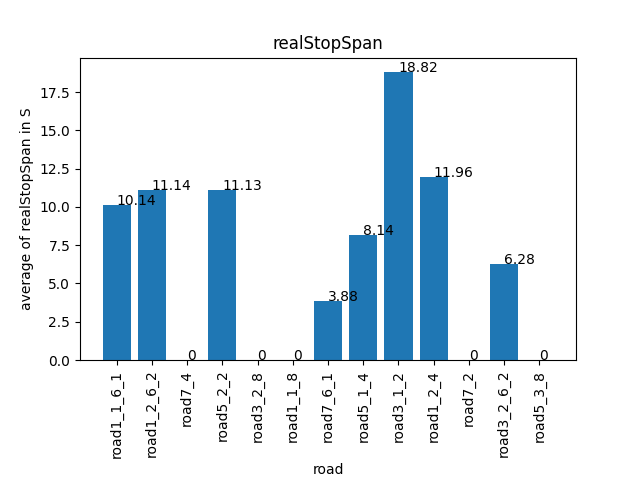 realStopSpan
average of realStopSpan in S
17.5
15.0
12.5
10.0
7.5
5.0
2.5
0.0
10.14
11.14
0
11.13
0
0
3.88
8.14
18.82
11.96
0
6.28
0
road1_1_6_1
road1_2_6_2
road7_4
road5_2_2
road3_2_8
road1_1_8
road7_6_1
road5_1_4
road3_1_2
road1_2_4
road7_2
road3_2_6_2
road5_3_8
road